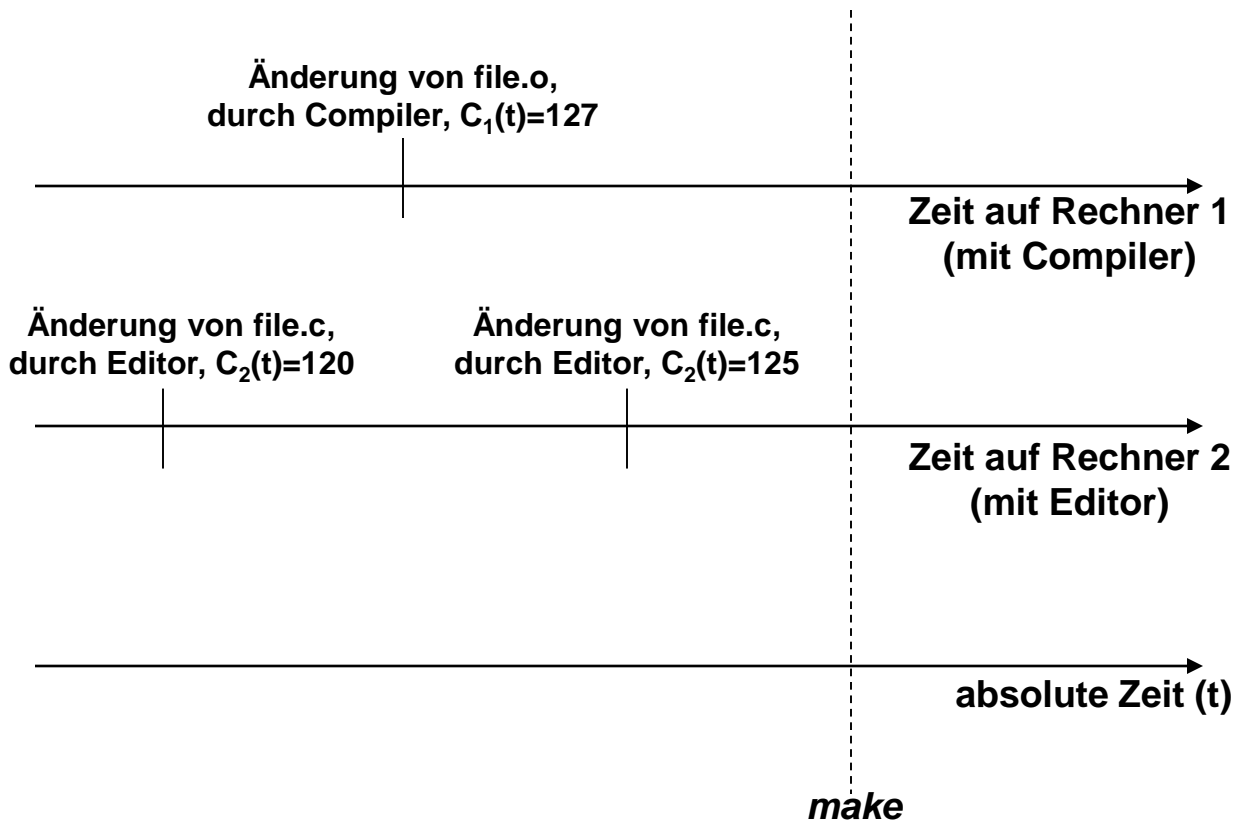 Änderung von file.o,
durch Compiler, C₁(t)=127
Zeit auf Rechner 1
(mit Compiler)
Änderung von file.c,
durch Editor, C₂(t)=120
Änderung von file.c,
durch Editor, C₂(t)=125
Zeit auf Rechner 2
(mit Editor)
absolute Zeit (t)
make